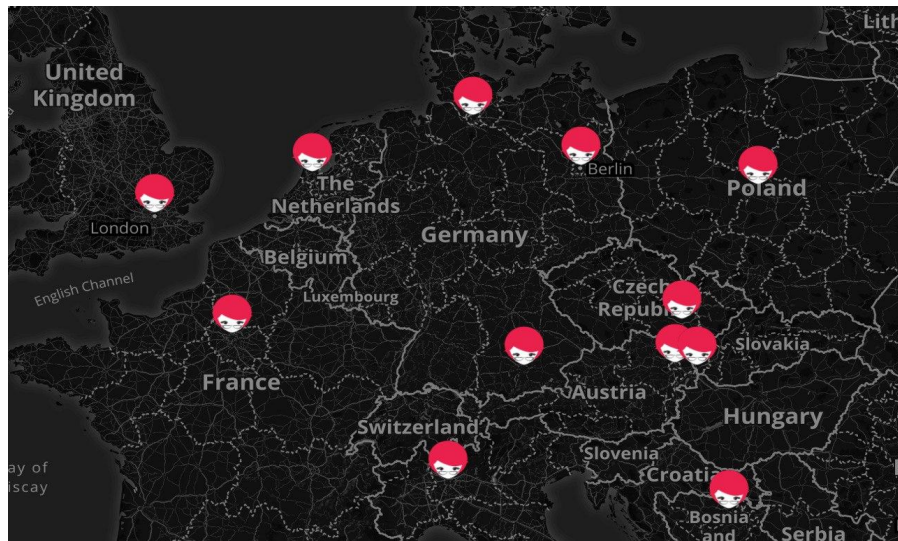 Lith
United
Kingdom
Berlin
The
Netherlands
Poland
London
Germany
Belgium
English Channel
Luxembourg
Czech
Republi
Slovakia
France
Austria
Hungary
Switzerland
Slovenia
Croatia
ay of
iscay
Bosnia
and
Serbia